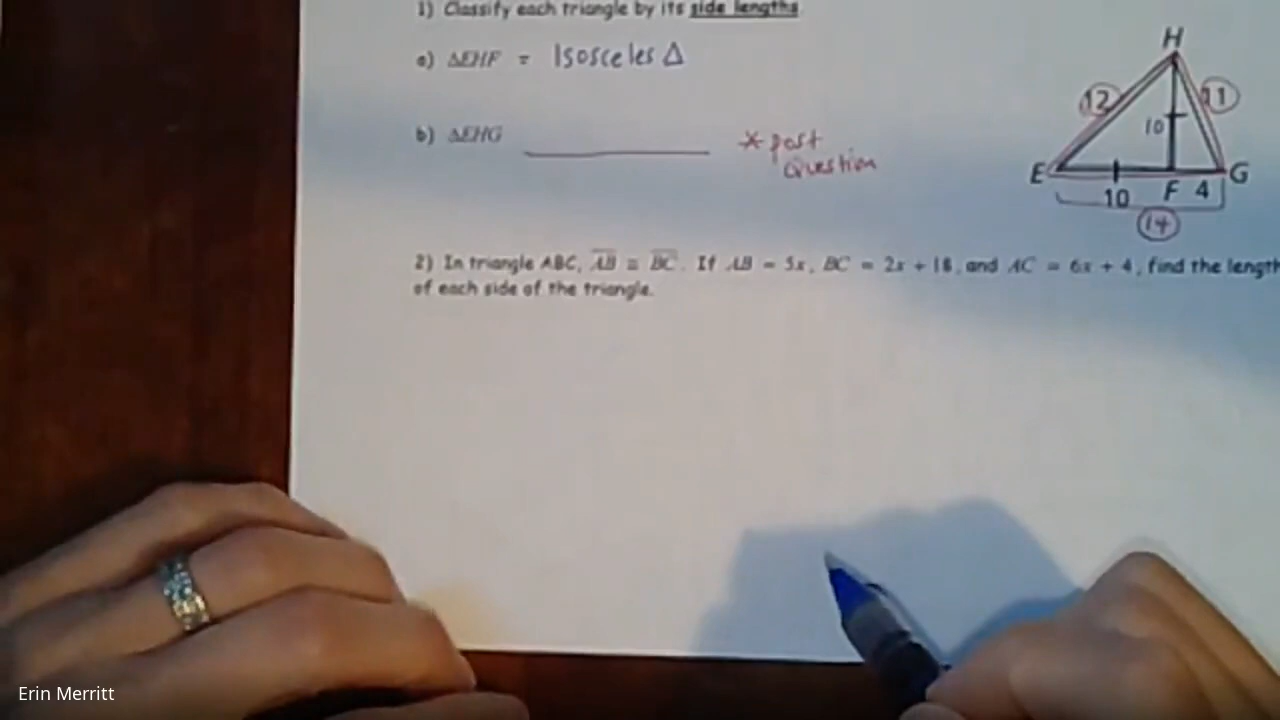 1) Classify each triangle by its side lengths
a) ΔEHF = Isosceles Δ
b) ΔEHG ____________ * post Question
H
12
11
10
E
F
4
G
10
14
2) In triangle ABC, A̅B̅ ≅ B̅C̅. If AB = 5x, BC = 2x + 18, and AC = 6x + 4, find the length
of each side of the triangle.
Erin Merritt